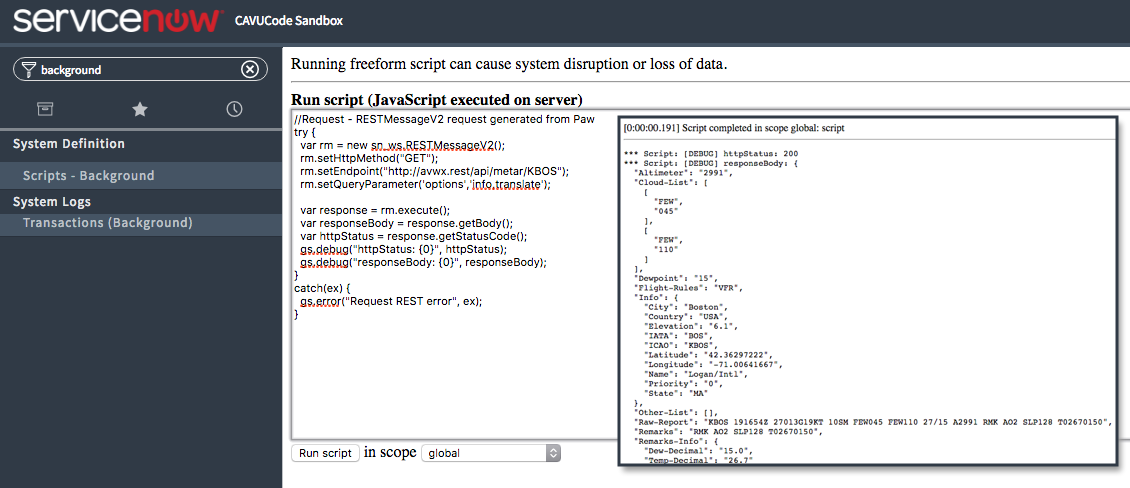 servicenow CAVUCode Sandbox
background
System Definition
Scripts - Background
System Logs
Transactions (Background)
Running freeform script can cause system disruption or loss of data.
Run script (JavaScript executed on server)
//Request - RESTMessageV2 request generated from Paw
try {
  var rm = new sn_ws.RESTMessageV2();
  rm.setHttpMethod("GET");
  rm.setEndpoint("http://avwx.rest/api/metar/KBOS");
  rm.setQueryParameter('options','info,translate');

  var response = rm.execute();
  var responseBody = response.getBody();
  var httpStatus = response.getStatusCode();
  gs.debug("httpStatus: {0}", httpStatus);
  gs.debug("responseBody: {0}", responseBody);
}
catch(ex) {
  gs.error("Request REST error", ex);
}
[0:00:00.191] Script completed in scope global: script
*** Script: [DEBUG] httpStatus: 200
*** Script: [DEBUG] responseBody: {
  "Altimeter": "2991",
  "Cloud-List": [
    [
      "FEW",
      "045"
    ],
    [
      "FEW",
      "110"
    ]
  ],
  "Dewpoint": "15",
  "Flight-Rules": "VFR",
  "Info": {
    "City": "Boston",
    "Country": "USA",
    "Elevation": "6.1",
    "IATA": "BOS",
    "ICAO": "KBOS",
    "Latitude": "42.36297222",
    "Longitude": "-71.00641667",
    "Name": "Logan/Intl",
    "Priority": "0",
    "State": "MA"
  },
  "Other-List": [],
  "Raw-Report": "KBOS 191654Z 27013G19KT 10SM FEW045 FEW110 27/15 A2991 RMK AO2 SLP128 T02670150",
  "Remarks": "RMK AO2 SLP128 T02670150",
  "Remarks-Info": {
    "Dew-Decimal": "15.0",
    "Temp-Decimal": "26.7"
Run script in scope global